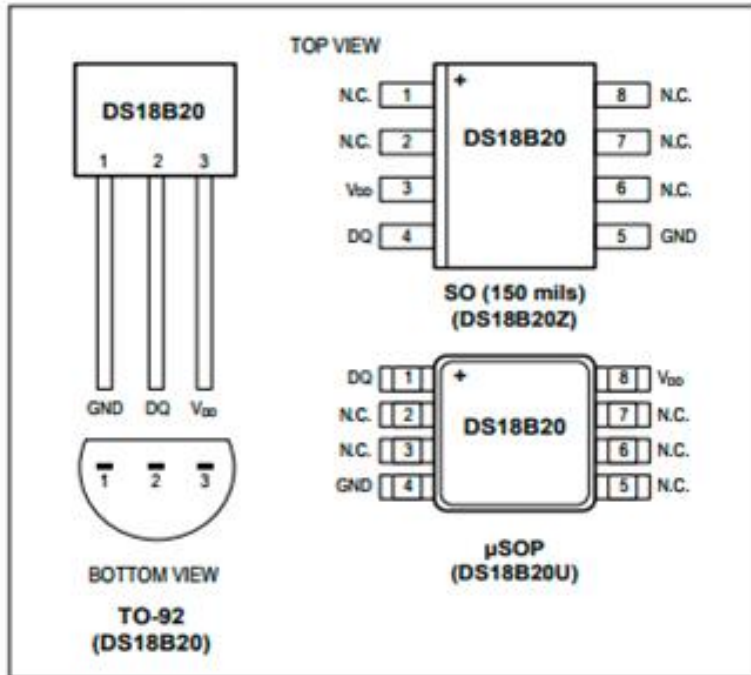 TOP VIEW
DS18B20
1 2 3
GND DQ VDD
1 2 3
BOTTOM VIEW
TO-92
(DS18B20)
N.C. 1 + 8 N.C.
N.C. 2 DS18B20 7 N.C.
VDD 3 6 N.C.
DQ 4 5 GND
SO (150 mils)
(DS18B20Z)
DQ 1 + 8 VDD
N.C. 2 DS18B20 7 N.C.
N.C. 3 6 N.C.
GND 4 5 N.C.
µSOP
(DS18B20U)